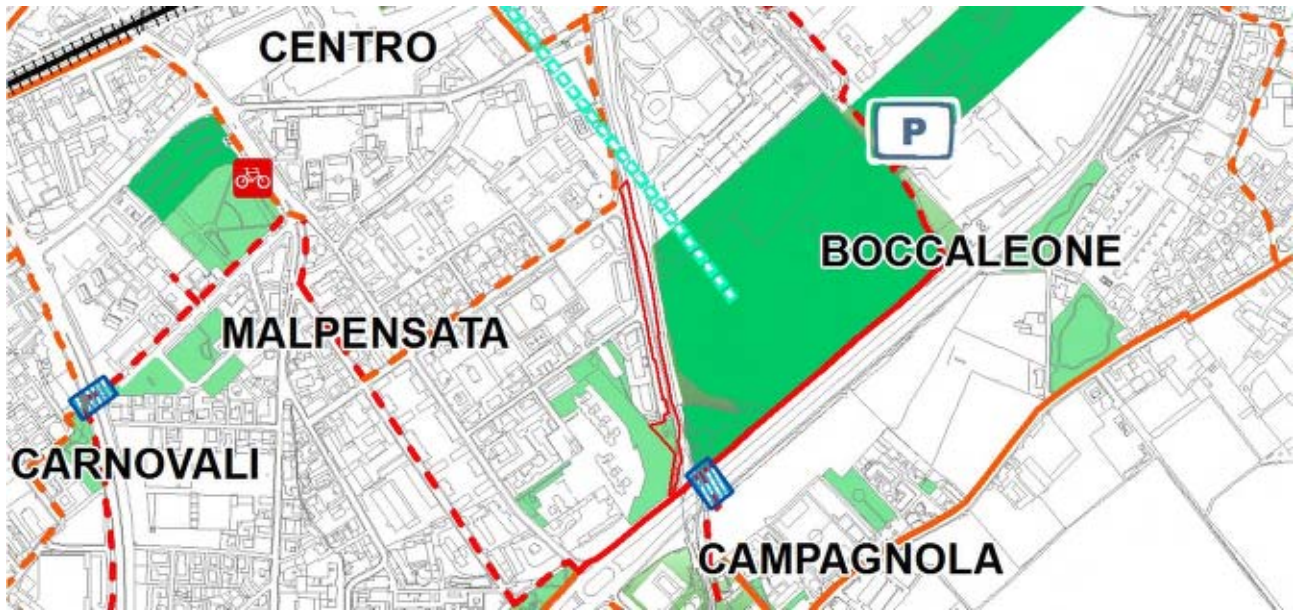 CENTRO
P
BOCCALEONE
MALPENSATA
CARNOVALI
CAMPAGNOLA